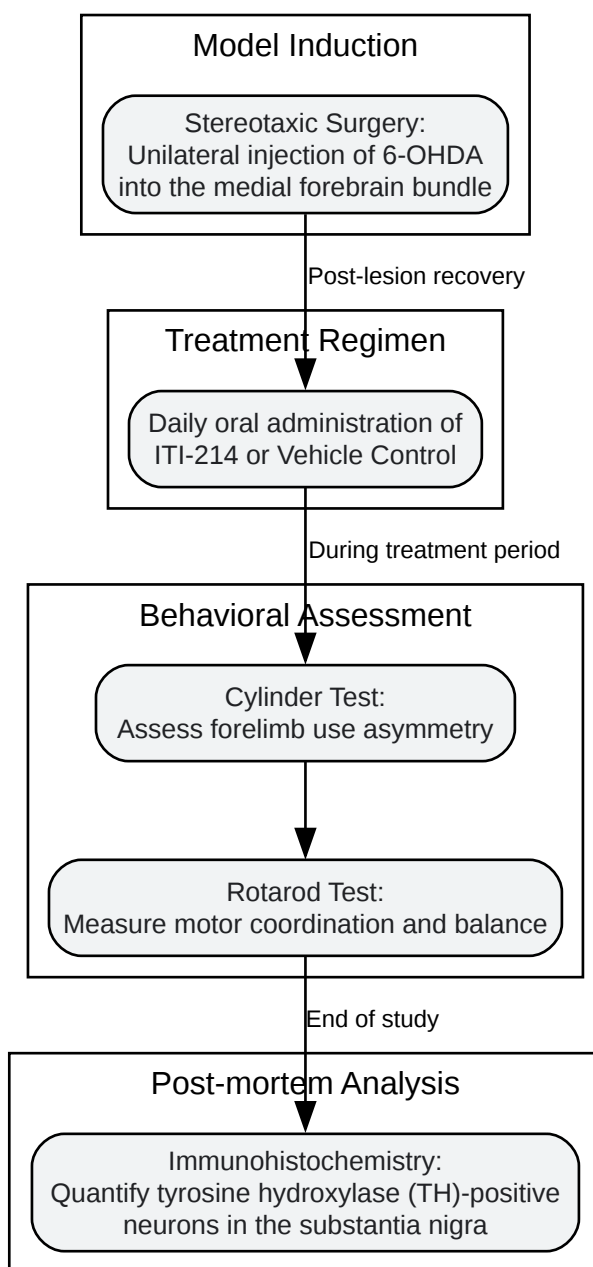 Model Induction
Stereotaxic Surgery:
Unilateral injection of 6-OHDA
into the medial forebrain bundle
Post-lesion recovery
Treatment Regimen
Daily oral administration of
ITI-214 or Vehicle Control
During treatment period
Behavioral Assessment
Cylinder Test:
Assess forelimb use asymmetry
Rotarod Test:
Measure motor coordination and balance
End of study
Post-mortem Analysis
Immunohistochemistry:
Quantify tyrosine hydroxylase (TH)-positive
neurons in the substantia nigra